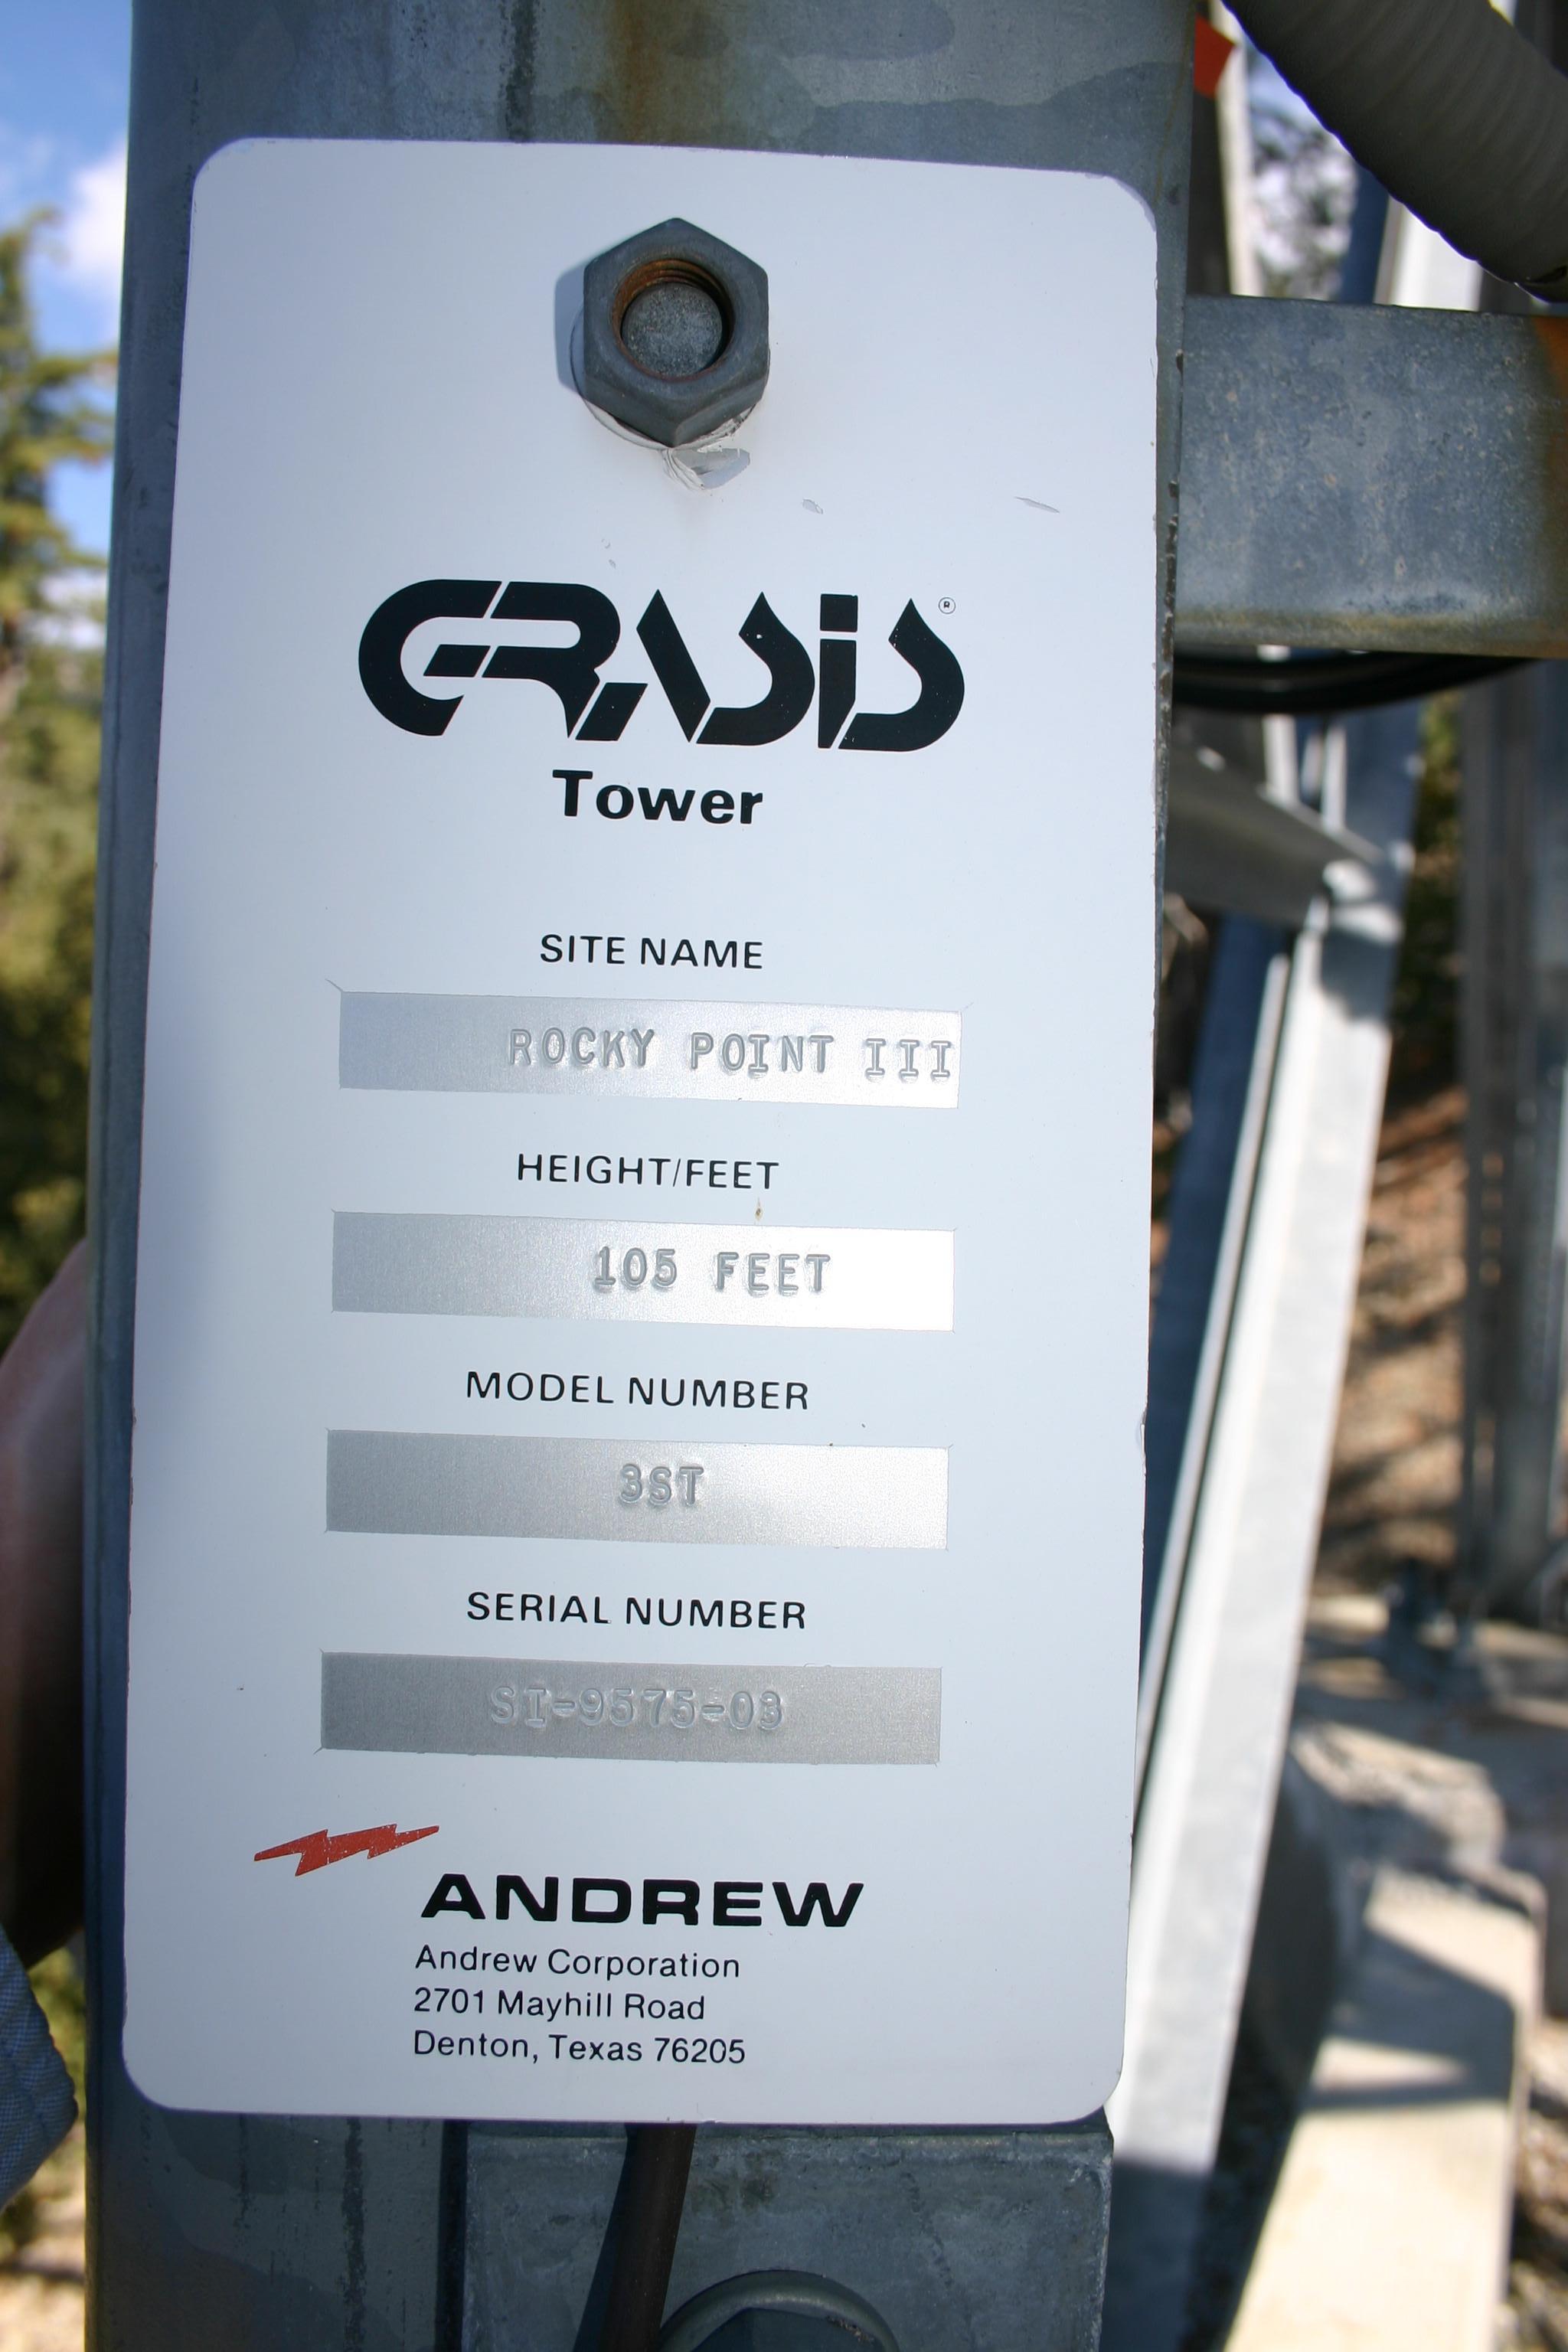 GRASiS®
Tower
SITE NAME
ROCKY POINT III
HEIGHT/FEET
105 FEET
MODEL NUMBER
3ST
SERIAL NUMBER
SI-9575-03
ANDREW
Andrew Corporation
2701 Mayhill Road
Denton, Texas 76205